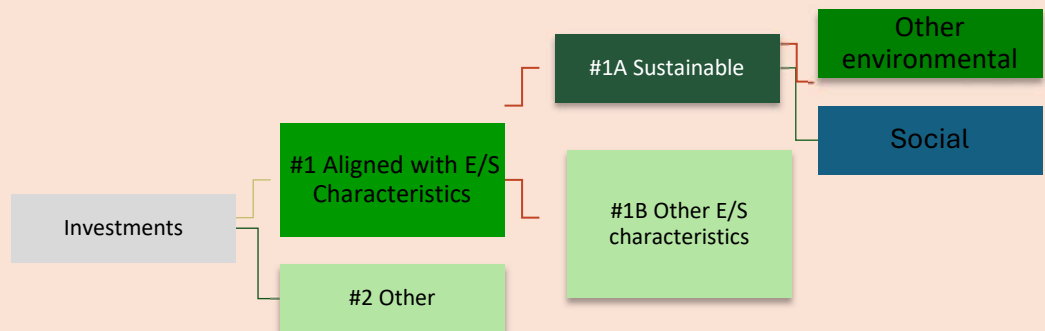 Investments
#1 Aligned with E/S
Characteristics
#2 Other
#1A Sustainable
#1B Other E/S
characteristics
Other
environmental
Social